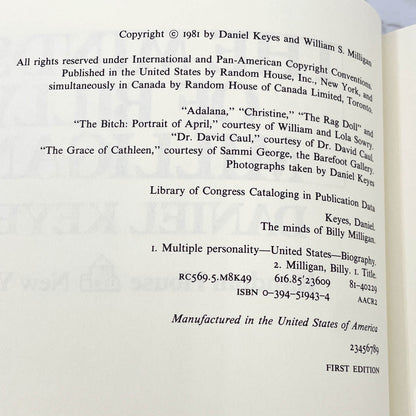 Copyright © 1981 by Daniel Keyes and William S. Milligan
All rights reserved under International and Pan-American Copyright Conventions.
Published in the United States by Random House, Inc., New York, and
simultaneously in Canada by Random House of Canada Limited, Toronto.
"Adalana," "Christine," "The Rag Doll" and
"The Bitch: Portrait of April," courtesy of William and Lola Sowry.
"Dr. David Caul," courtesy of Dr. David Caul.
"The Grace of Cathleen," courtesy of Sammi George, the Barefoot Gallery.
Photographs taken by Daniel Keyes
Library of Congress Cataloging in Publication Data
Keyes, Daniel.
The minds of Billy Milligan.
1. Multiple personality—United States—Biography.
2. Milligan, Billy. 1. Title.
RC569.5.M8K49 616.85'23609 81-40229
ISBN 0-394-51943-4 AACR2
Manufactured in the United States of America
23456789
FIRST EDITION